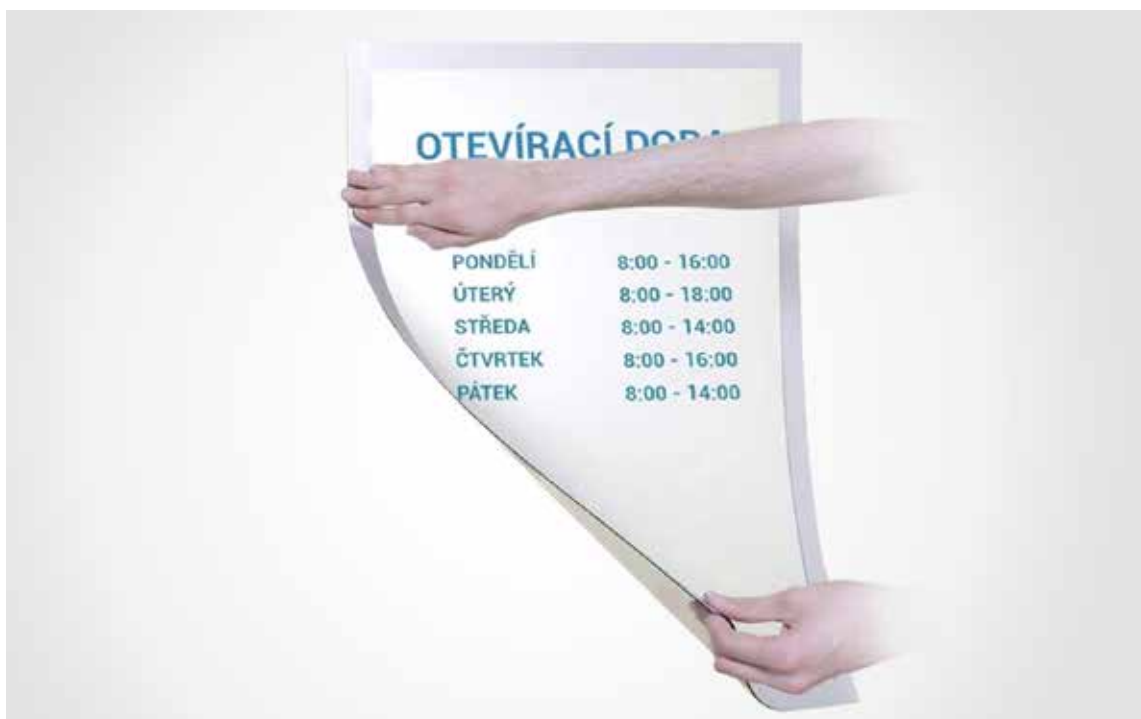 OTEVÍRACÍ DOBA
PONDĚLÍ 8:00 - 16:00
ÚTERÝ 8:00 - 18:00
STŘEDA 8:00 - 14:00
ČTVRTEK 8:00 - 16:00
PÁTEK 8:00 - 14:00